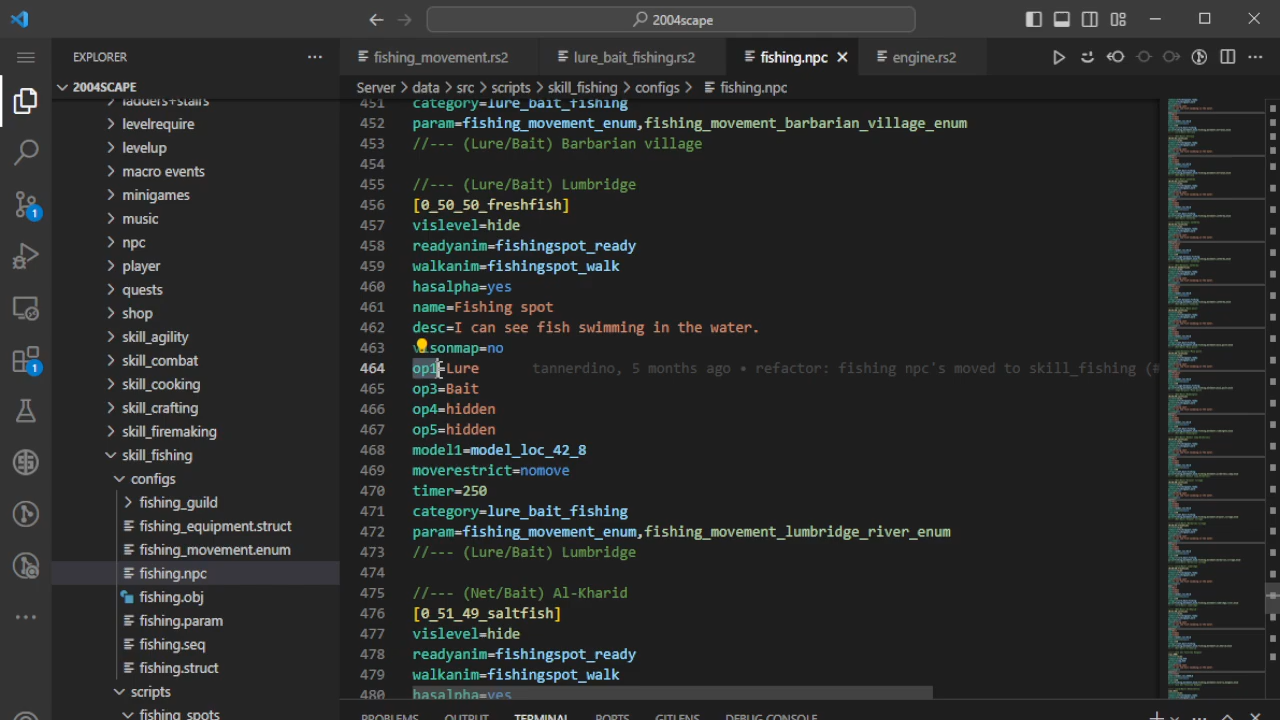 2004scape
EXPLORER
fishing_movement.rs2
lure_bait_fishing.rs2
fishing.npc
engine.rs2
2004SCAPE
Server > data > src > scripts > skill_fishing > configs > fishing.npc
ladders+stairs
levelrequire
levelup
macro events
minigames
music
npc
player
quests
shop
skill_agility
skill_combat
skill_cooking
skill_crafting
skill_firemaking
skill_fishing
configs
fishing_guild
fishing_equipment.struct
fishing_movement.enum
fishing.npc
fishing.obj
fishing.param
fishing.seq
fishing.struct
scripts
fishing_spots
1
1
451 category=lure_bait_fishing
452 param=fishing_movement_enum,fishing_movement_barbarian_village_enum
453 //--- (Lure/Bait) Barbarian village
454
455 //--- (Lure/Bait) Lumbridge
456 [0_50_50_freshfish]
457 vislevel=hide
458 readyanim=fishingspot_ready
459 walkanim=fishingspot_walk
460 hasalpha=yes
461 name=Fishing spot
462 desc=I can see fish swimming in the water.
463 visonmap=no
464 op1=Lure tannerdino, 5 months ago • refactor: fishing npc's moved to skill_fishing (#
465 op3=Bait
466 op4=hidden
467 op5=hidden
468 model1=model_loc_42_8
469 moverestrict=nomove
470 timer=250
471 category=lure_bait_fishing
472 param=fishing_movement_enum,fishing_movement_lumbridge_river_enum
473 //--- (Lure/Bait) Lumbridge
474
475 //--- (Net/Bait) Al-Kharid
476 [0_51_49_saltfish]
477 vislevel=hide
478 readyanim=fishingspot_ready
479 walkanim=fishingspot_walk
480 hasalpha=yes
PROBLEMS OUTPUT TERMINAL PORTS GITLENS DEBUG CONSOLE